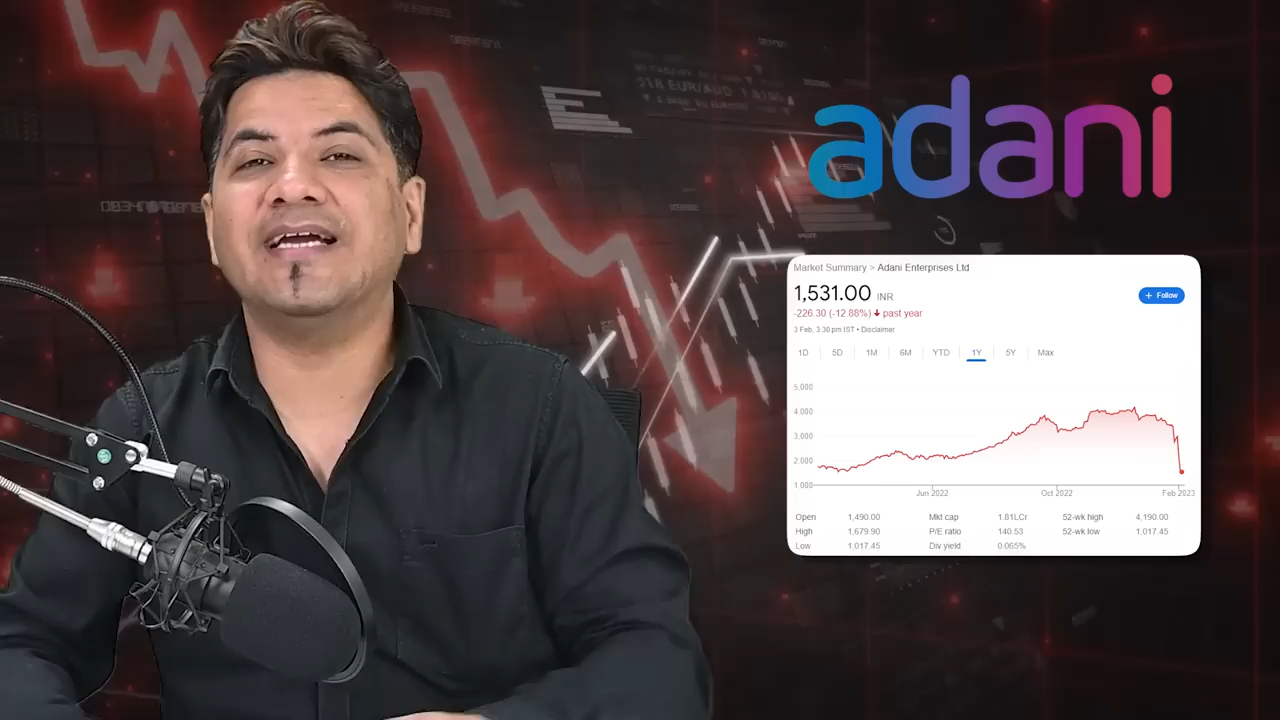 adani
Market Summary > Adani Enterprises Ltd
1,531.00 INR
+ Follow
-226.30 (-12.88%) past year
3 Feb, 3:30 pm IST • Disclaimer
1D 5D 1M 6M YTD 1Y 5Y Max
5,000
4,000
3,000
2,000
1,000
Jun 2022 Oct 2022 Feb 2023
Open 1,490.00 Mkt cap 1.81LCr 52-wk high 4,190.00
High 1,679.90 P/E ratio 140.53 52-wk low 1,017.45
Low 1,017.45 Div yield 0.065%